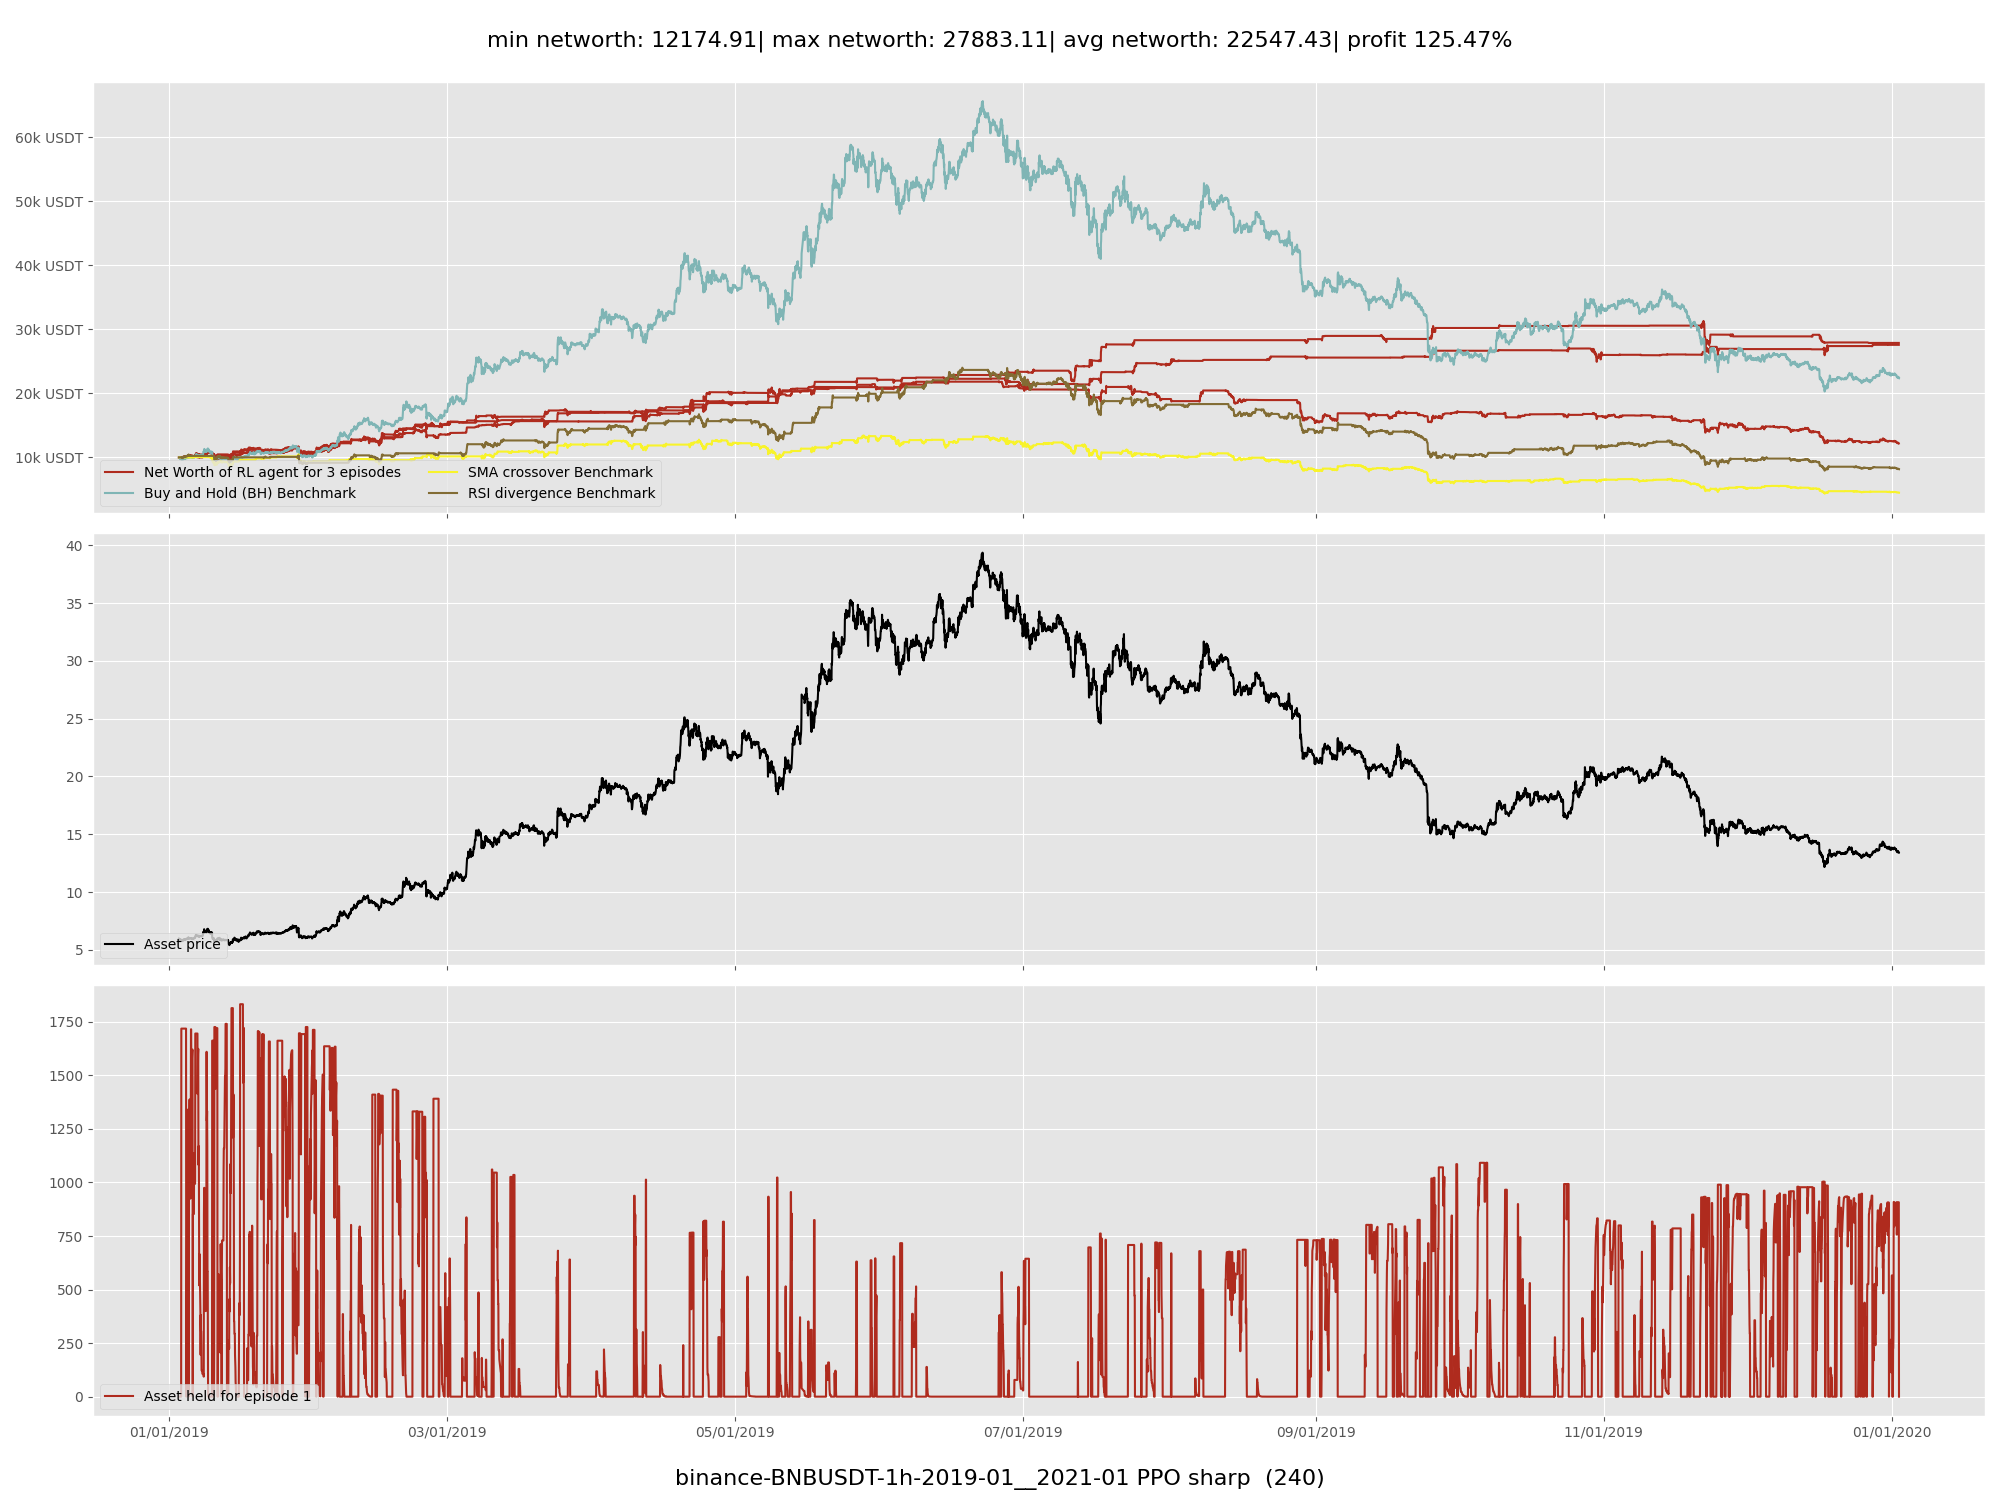 min networth: 12174.91| max networth: 27883.11| avg networth: 22547.43| profit 125.47%
60k USDT
50k USDT
40k USDT
30k USDT
20k USDT
10k USDT
Net Worth of RL agent for 3 episodes
Buy and Hold (BH) Benchmark
SMA crossover Benchmark
RSI divergence Benchmark
40
35
30
25
20
15
10
5
Asset price
1750
1500
1250
1000
750
500
250
0
Asset held for episode 1
01/01/2019 03/01/2019 05/01/2019 07/01/2019 09/01/2019 11/01/2019 01/01/2020
binance-BNBUSDT-1h-2019-01__2021-01 PPO sharp  (240)